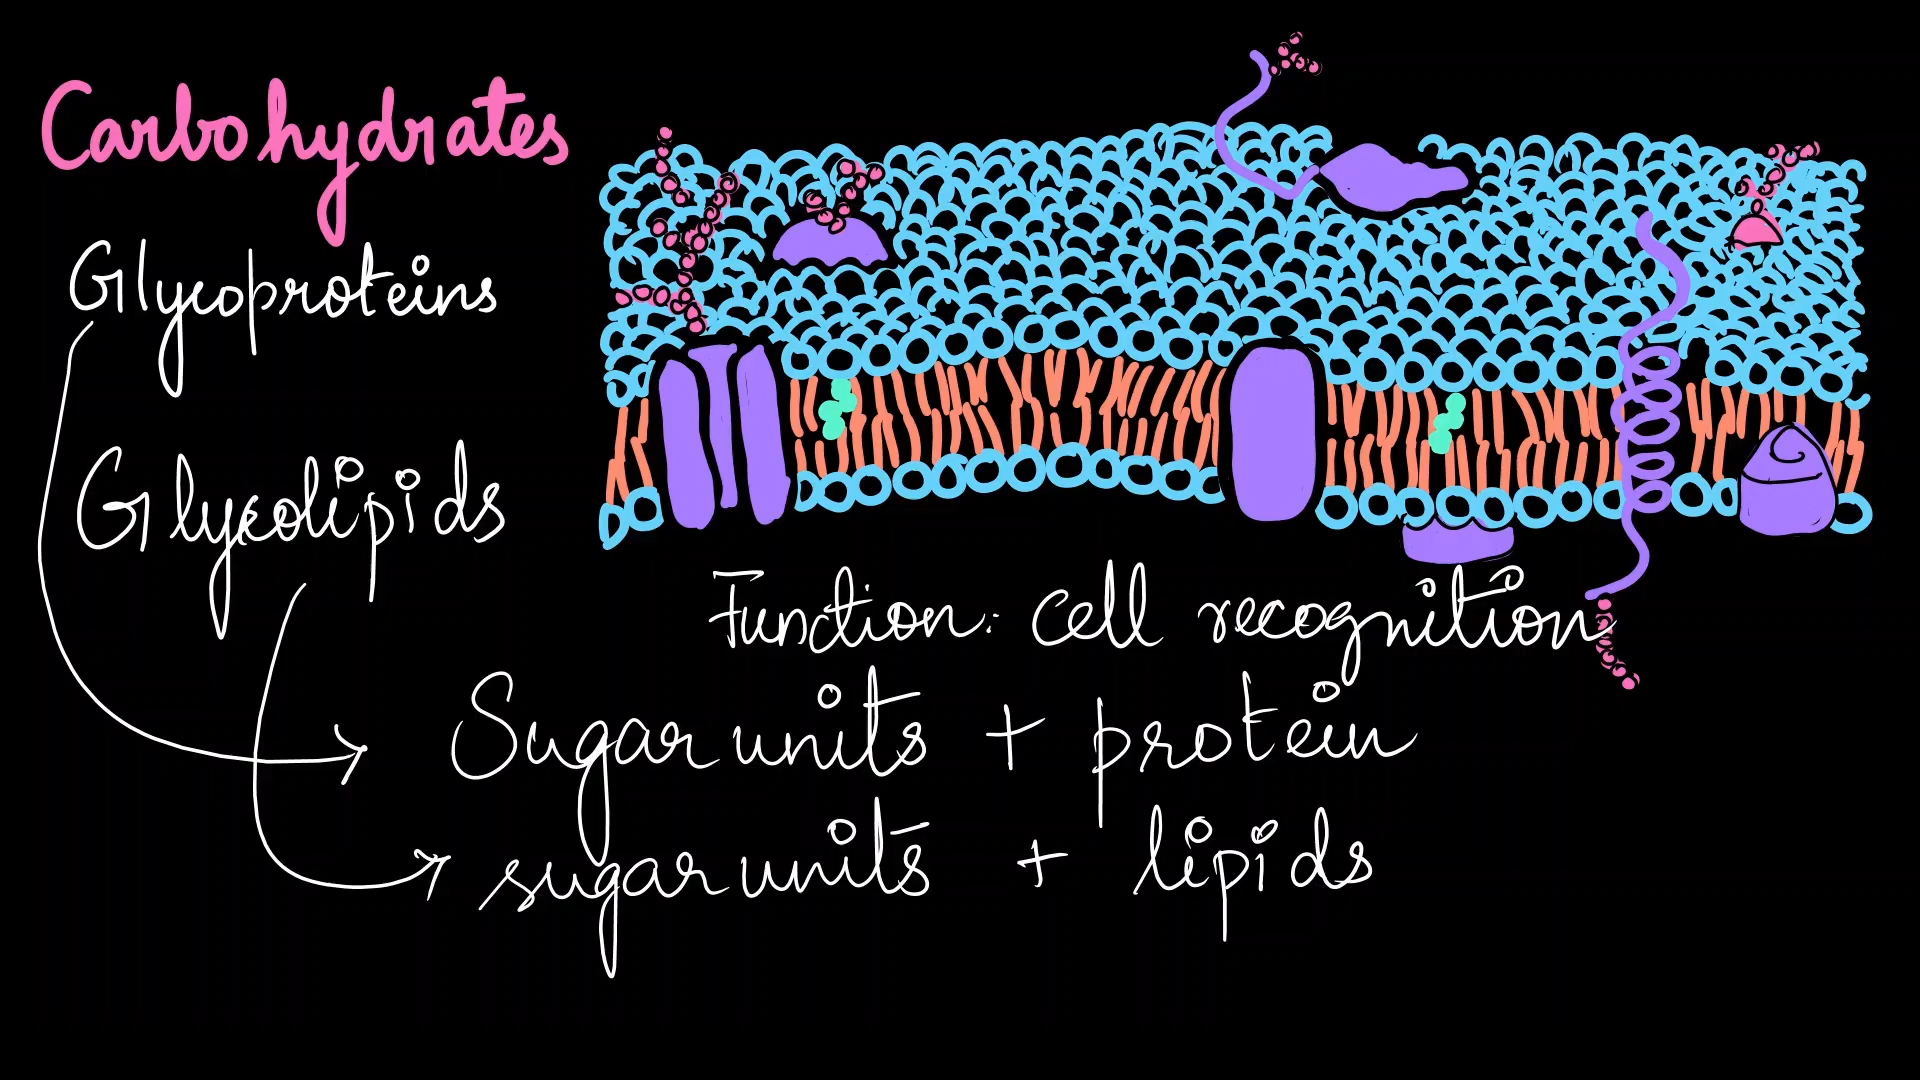 Carbohydrates
Glycoproteins
Glycolipids
Function: cell recognition
Sugar units + protein
sugar units + lipids